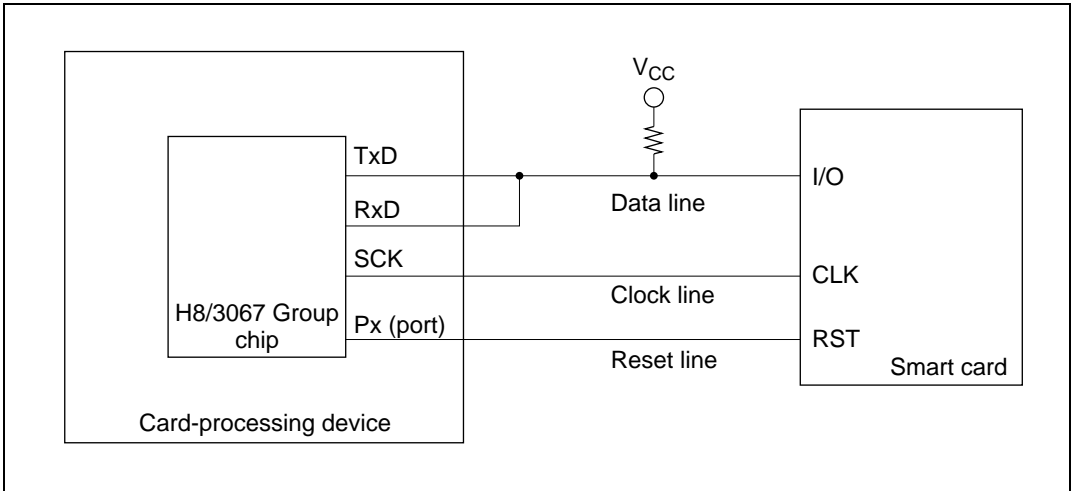 VCC
TxD
I/O
RxD
Data line
SCK
CLK
Clock line
H8/3067 Group
chip
Px (port)
RST
Reset line
Smart card
Card-processing device